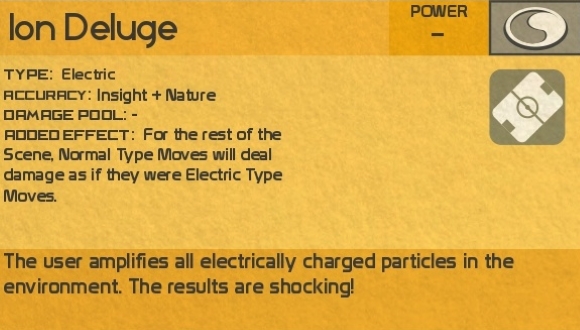 Ion Deluge
POWER
–
TYPE: Electric
ACCURACY: Insight + Nature
DAMAGE POOL: -
ADDED EFFECT: For the rest of the
Scene, Normal Type Moves will deal
damage as if they were Electric Type
Moves.
The user amplifies all electrically charged particles in the
environment. The results are shocking!